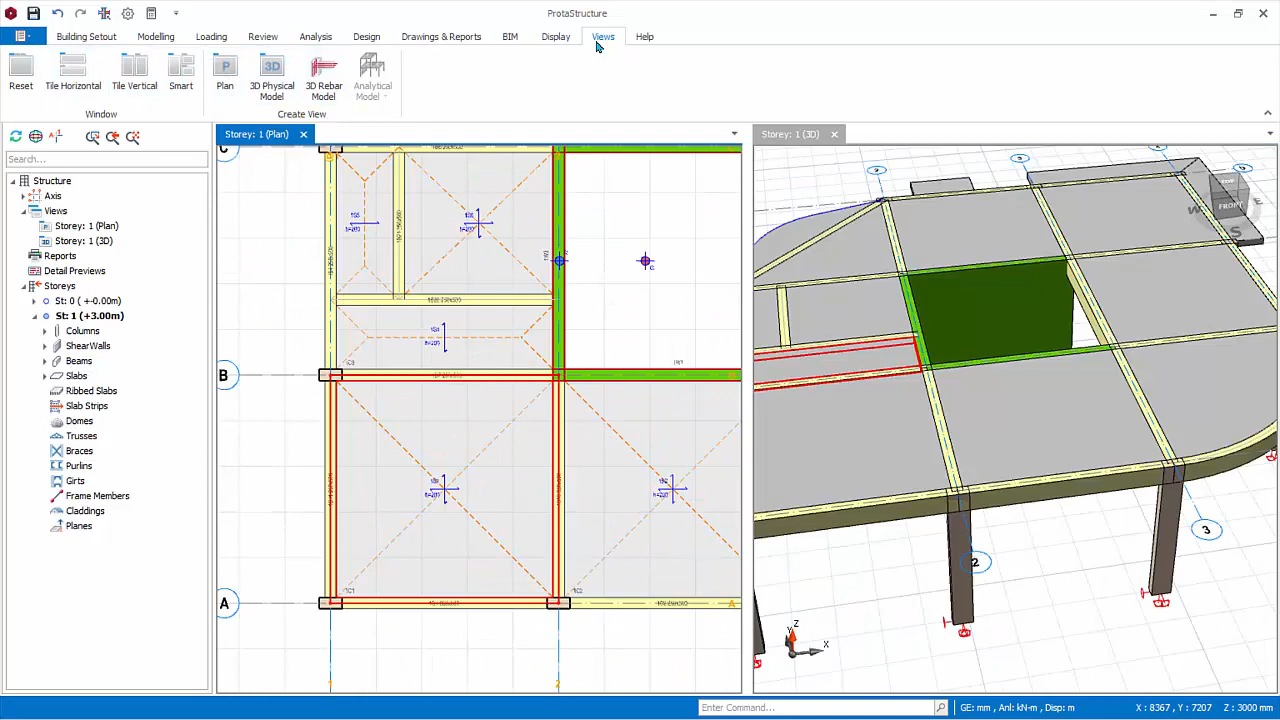 ProtaStructure
Building Setout Modelling Loading Review Analysis Design Drawings & Reports BIM Display Views Help
Reset Tile Horizontal Tile Vertical Smart Plan 3D Physical Model 3D Rebar Model Analytical Model
Window Create View
Storey: 1 (Plan)
Storey: 1 (3D)
Search...
Structure
Axis
Views
Storey: 1 (Plan)
Storey: 1 (3D)
Reports
Detail Previews
Storeys
St: 0 ( +-0.00m)
St: 1 (+3.00m)
Columns
ShearWalls
Beams
Slabs
Ribbed Slabs
Slab Strips
Domes
Trusses
Braces
Purlins
Girts
Frame Members
Claddings
Planes
C
B
A
1
2
A
TOP
FRONT
W
E
S
2
3
Z
Y
X
Enter Command...
GE: mm , Anl: kN-m , Disp: m
X : 8367 , Y : 7207
Z : 3000 mm